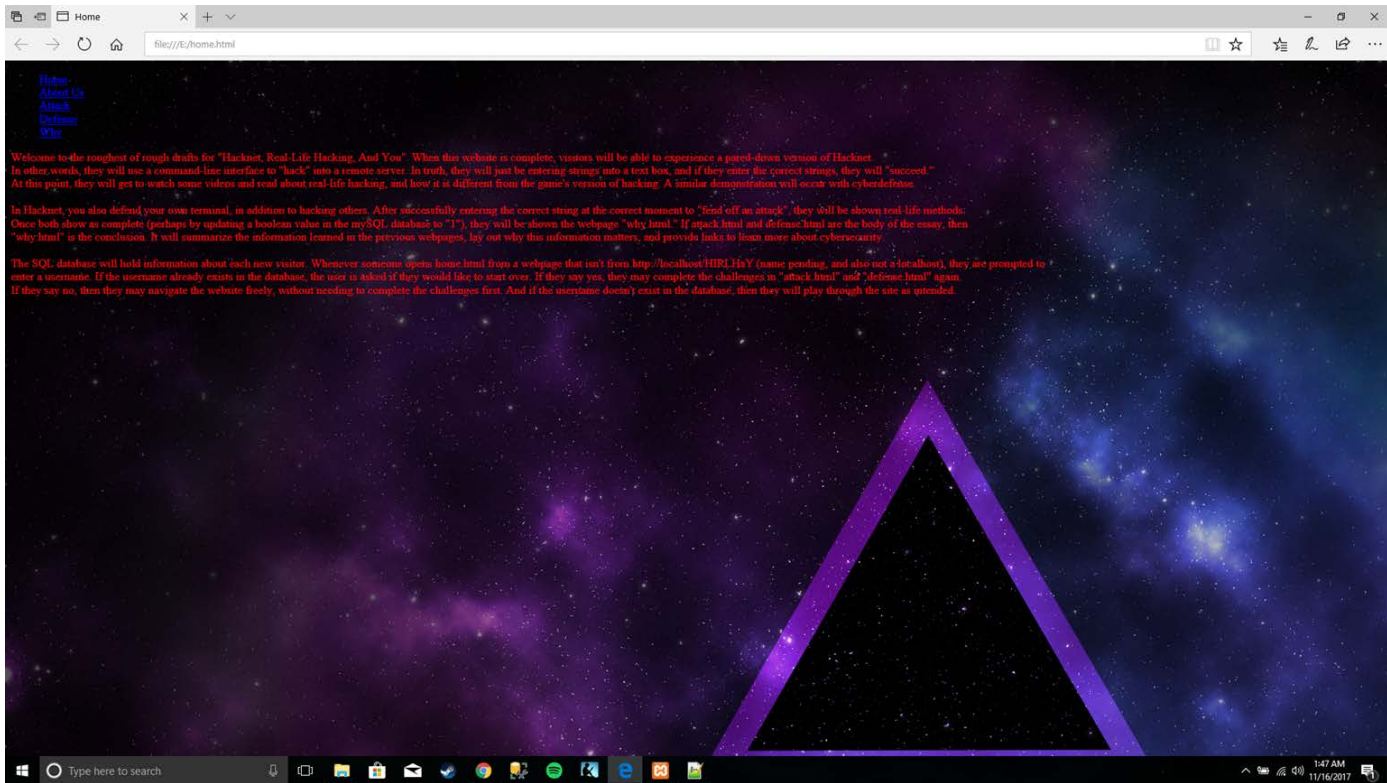 Home
file:///E:/home.html
Home
About Us
Attack
Defense
Why
Welcome to the roughest of rough drafts for "Hacknet, Real-Life Hacking, And You". When this website is complete, visitors will be able to experience a pared-down version of Hacknet.
In other words, they will use a command-line interface to "hack" into a remote server. In truth, they will just be entering strings into a text box, and if they enter the correct strings, they will "succeed."
At this point, they will get to watch some videos and read about real-life hacking, and how it is different from the game's version of hacking. A similar demonstration will occur with cyberdefense.
In Hacknet, you also defend your own terminal, in addition to hacking others. After successfully entering the correct string at the correct moment to "fend off an attack", they will be shown real-life methods.
Once both show as complete (perhaps by updating a boolean value in the mySQL database to "1"), they will be shown the webpage "why.html." If attack.html and defense.html are the body of the essay, then
"why.html" is the conclusion. It will summarize the information learned in the previous webpages, lay out why this information matters, and provide links to learn more about cybersecurity.
The SQL database will hold information about each new visitor. Whenever someone opens home.html from a webpage that isn't from http://localhost/HIRLHaY (name pending, and also not a localhost), they are prompted to
enter a username. If the username already exists in the database, the user is asked if they would like to start over. If they say yes, they may complete the challenges in "attack.html" and "defense.html" again.
If they say no, then they may navigate the website freely, without needing to complete the challenges first. And if the username doesn't exist in the database, then they will play through the site as intended.
Type here to search
1:47 AM
11/16/2017